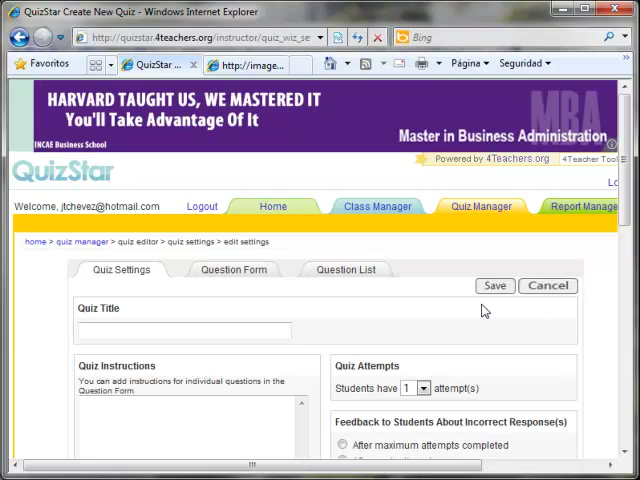 QuizStar Create New Quiz - Windows Internet Explorer
http://quizstar.4teachers.org/instructor/quiz_wiz_se
Bing
Favoritos
QuizStar ...
http://image...
Página
Seguridad
HARVARD TAUGHT US, WE MASTERED IT
You'll Take Advantage Of It
MBA
INCAE Business School
Master in Business Administration
Powered by 4Teachers.org
4Teacher Tool
QuizStar
Welcome, jtchevez@hotmail.com
Logout
Home
Class Manager
Quiz Manager
Report Manage
home > quiz manager > quiz editor > quiz settings > edit settings
Quiz Settings
Question Form
Question List
Save
Cancel
Quiz Title
Quiz Instructions
You can add instructions for individual questions in the
Question Form
Quiz Attempts
Students have 1 attempt(s)
Feedback to Students About Incorrect Response(s)
After maximum attempts completed